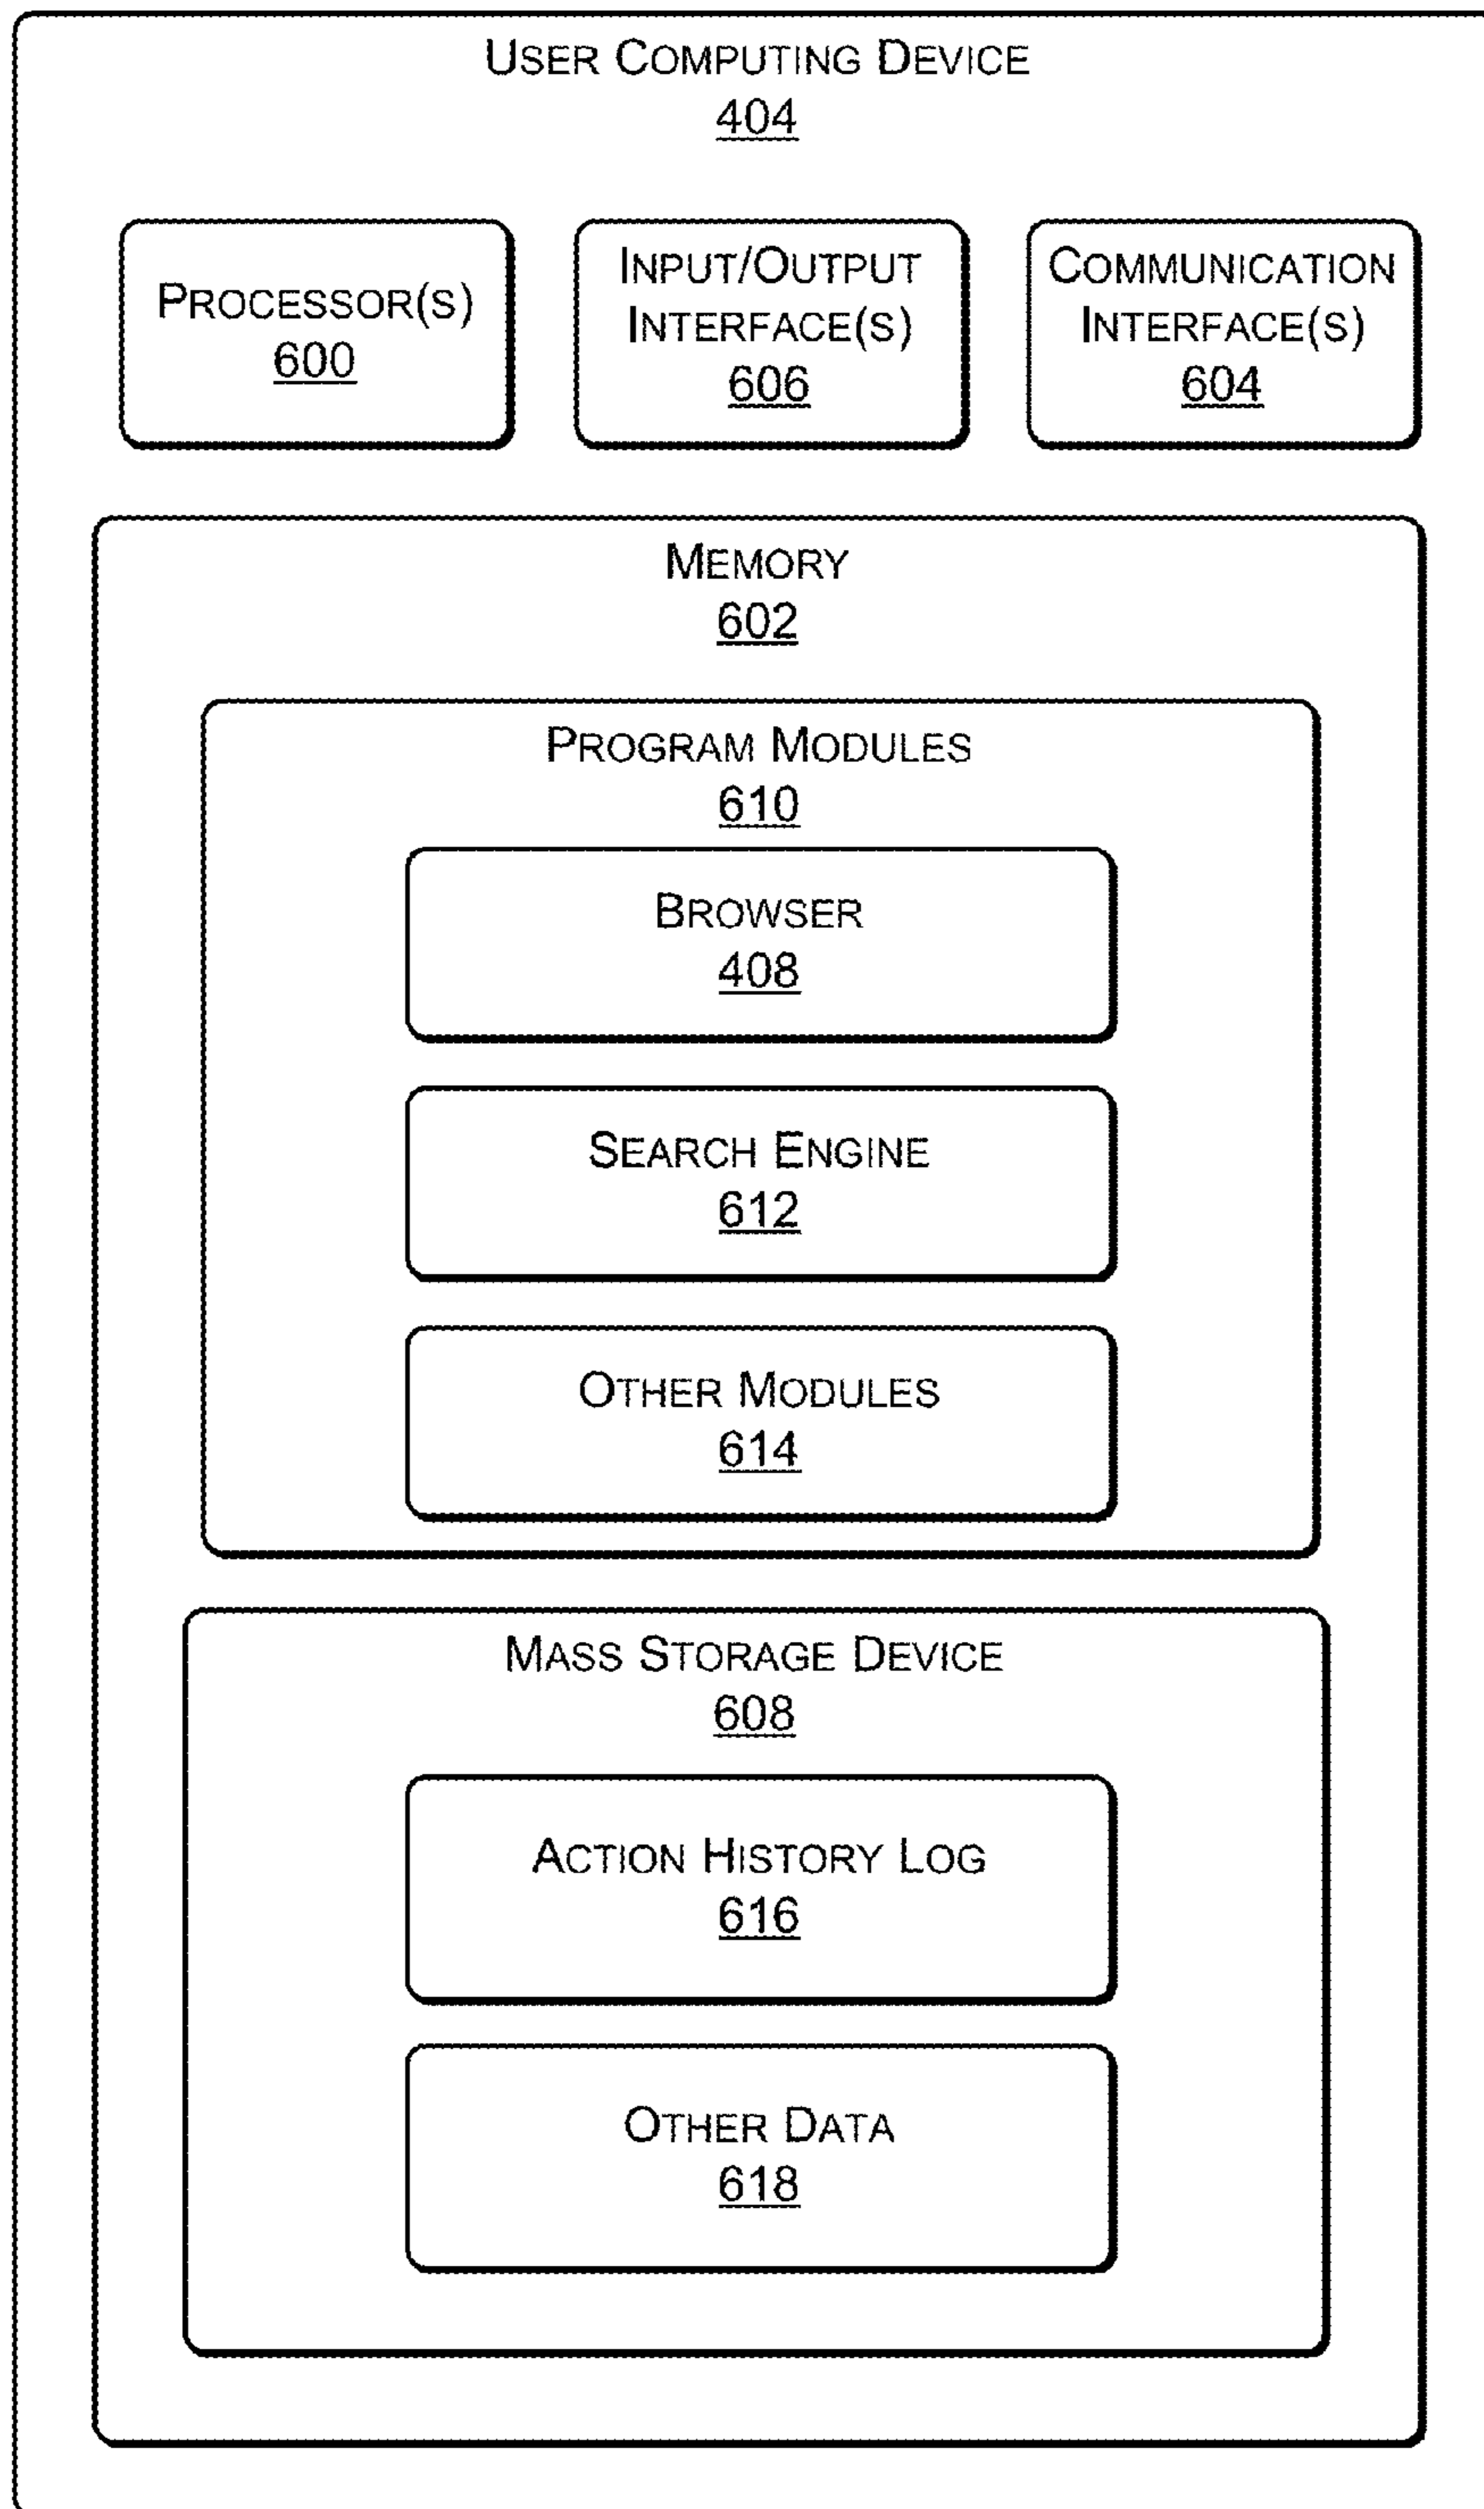 USER COMPUTING DEVICE
404
PROCESSOR(S)
600
INPUT/OUTPUT
INTERFACE(S)
606
COMMUNICATION
INTERFACE(S)
604
MEMORY
602
PROGRAM MODULES
610
BROWSER
408
SEARCH ENGINE
612
OTHER MODULES
614
MASS STORAGE DEVICE
608
ACTION HISTORY LOG
616
OTHER DATA
618